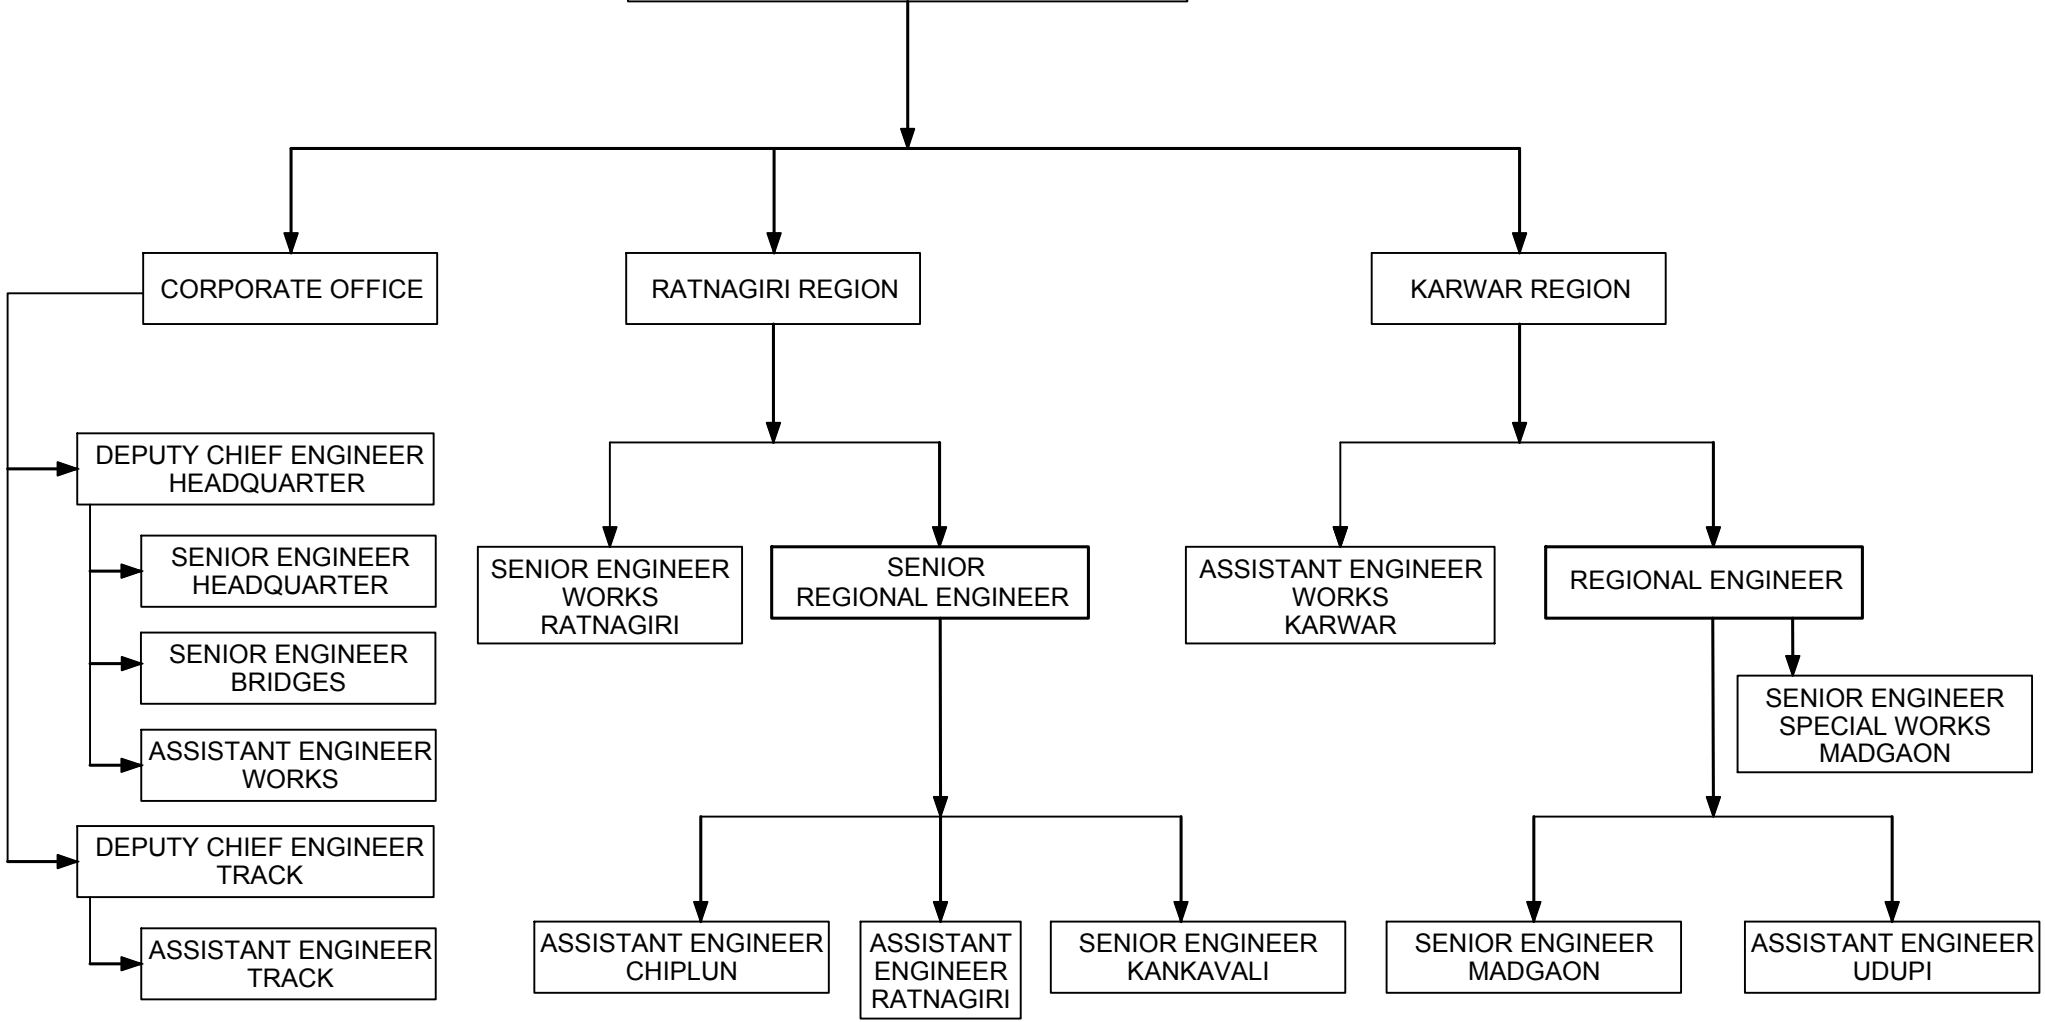 CORPORATE OFFICE
RATNAGIRI REGION
KARWAR REGION
DEPUTY CHIEF ENGINEER
HEADQUARTER
SENIOR ENGINEER
HEADQUARTER
SENIOR ENGINEER
BRIDGES
ASSISTANT ENGINEER
WORKS
DEPUTY CHIEF ENGINEER
TRACK
ASSISTANT ENGINEER
TRACK
SENIOR ENGINEER
WORKS
RATNAGIRI
SENIOR
REGIONAL ENGINEER
ASSISTANT ENGINEER
CHIPLUN
ASSISTANT
ENGINEER
RATNAGIRI
SENIOR ENGINEER
KANKAVALI
ASSISTANT ENGINEER
WORKS
KARWAR
REGIONAL ENGINEER
SENIOR ENGINEER
SPECIAL WORKS
MADGAON
SENIOR ENGINEER
MADGAON
ASSISTANT ENGINEER
UDUPI